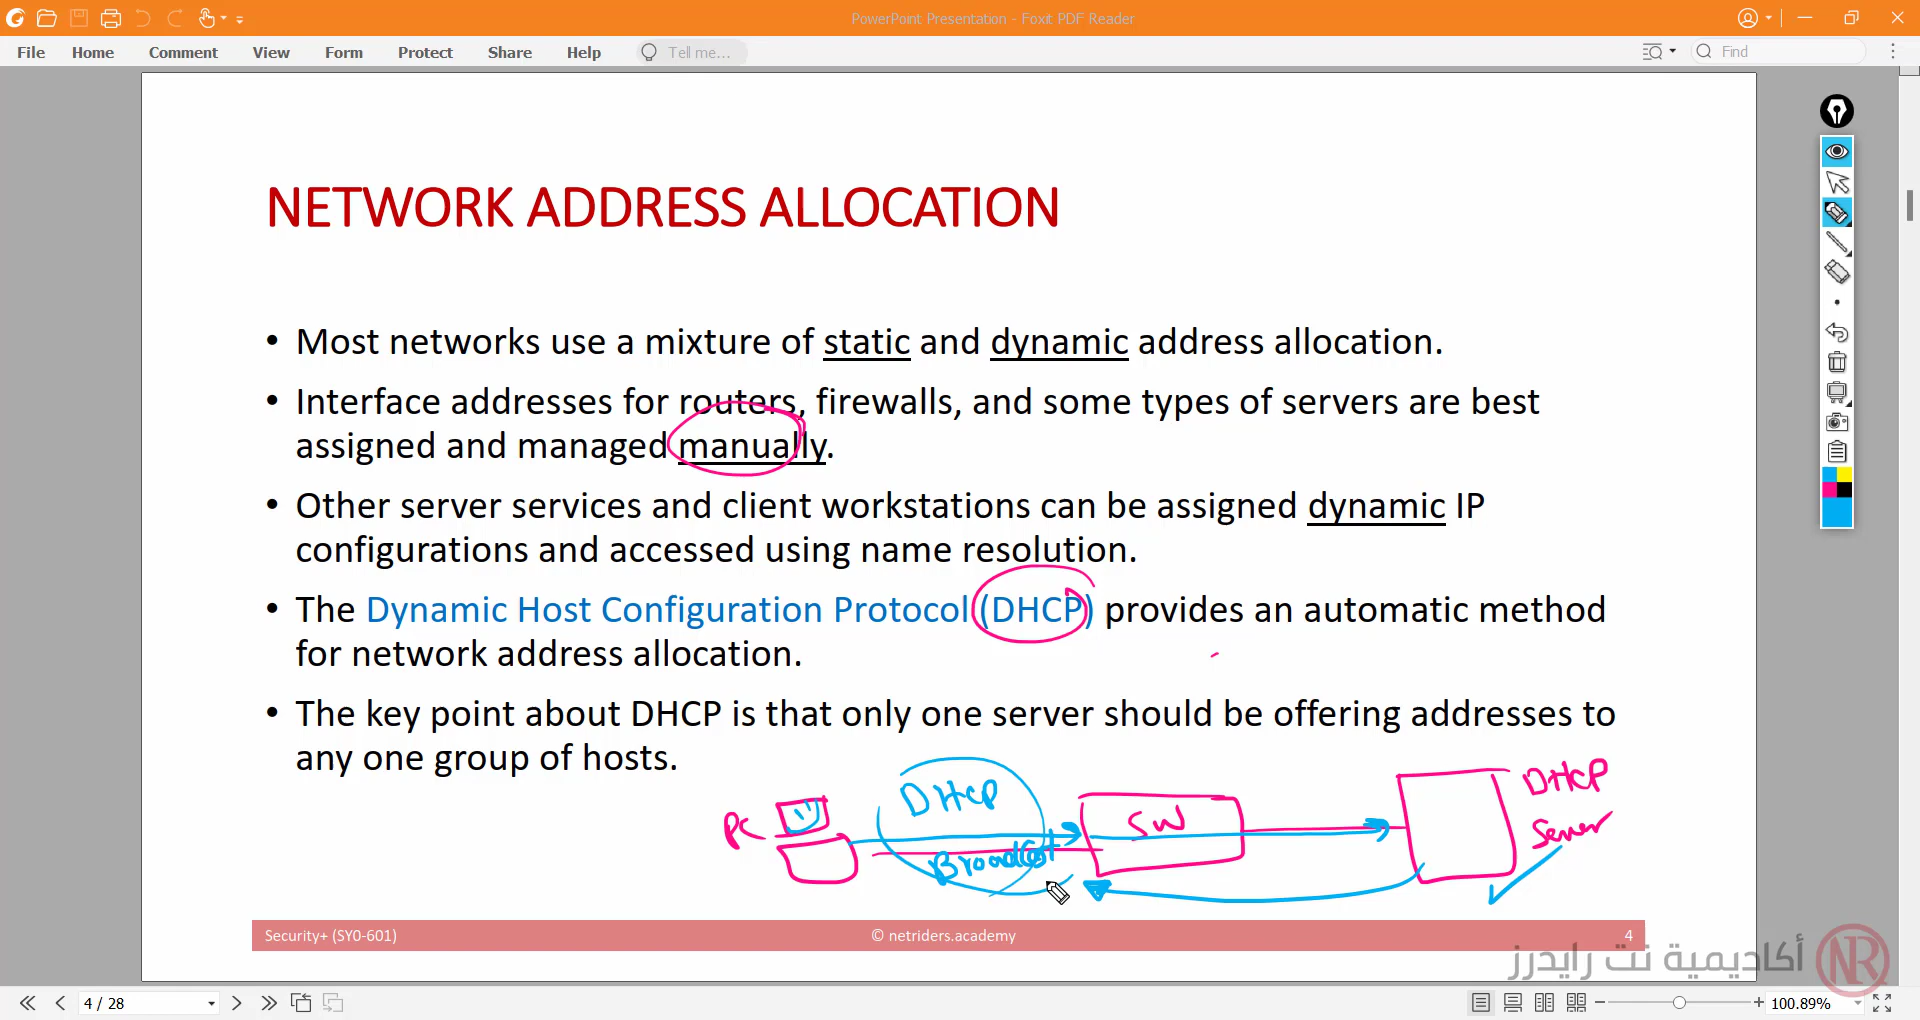 PowerPoint Presentation - Foxit PDF Reader
File Home Comment View Form Protect Share Help Tell me... Find
NETWORK ADDRESS ALLOCATION
• Most networks use a mixture of static and dynamic address allocation.
• Interface addresses for routers, firewalls, and some types of servers are best
assigned and managed manually.
• Other server services and client workstations can be assigned dynamic IP
configurations and accessed using name resolution.
• The Dynamic Host Configuration Protocol (DHCP) provides an automatic method
for network address allocation.
• The key point about DHCP is that only one server should be offering addresses to
any one group of hosts.
PC
DHCP
Broadcast
SW
DHCP
Server
Security+ (SY0-601) © netriders.academy 4
أكاديمية نت رايدرز NR
4 / 28 100.89%